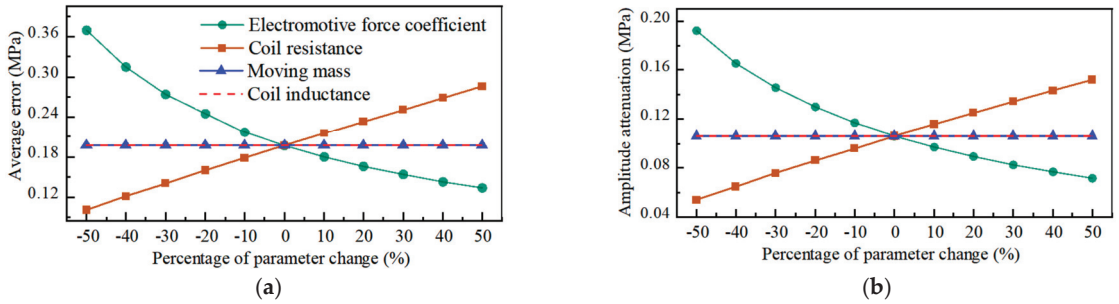 Average error (MPa)
0.36
0.30
0.24
0.18
0.12
Electromotive force coefficient
Coil resistance
Moving mass
Coil inductance
-50 -40 -30 -20 -10 0 10 20 30 40 50
Percentage of parameter change (%)
(a)
Amplitude attenuation (MPa)
0.20
0.16
0.12
0.08
0.04
-50 -40 -30 -20 -10 0 10 20 30 40 50
Percentage of parameter change (%)
(b)